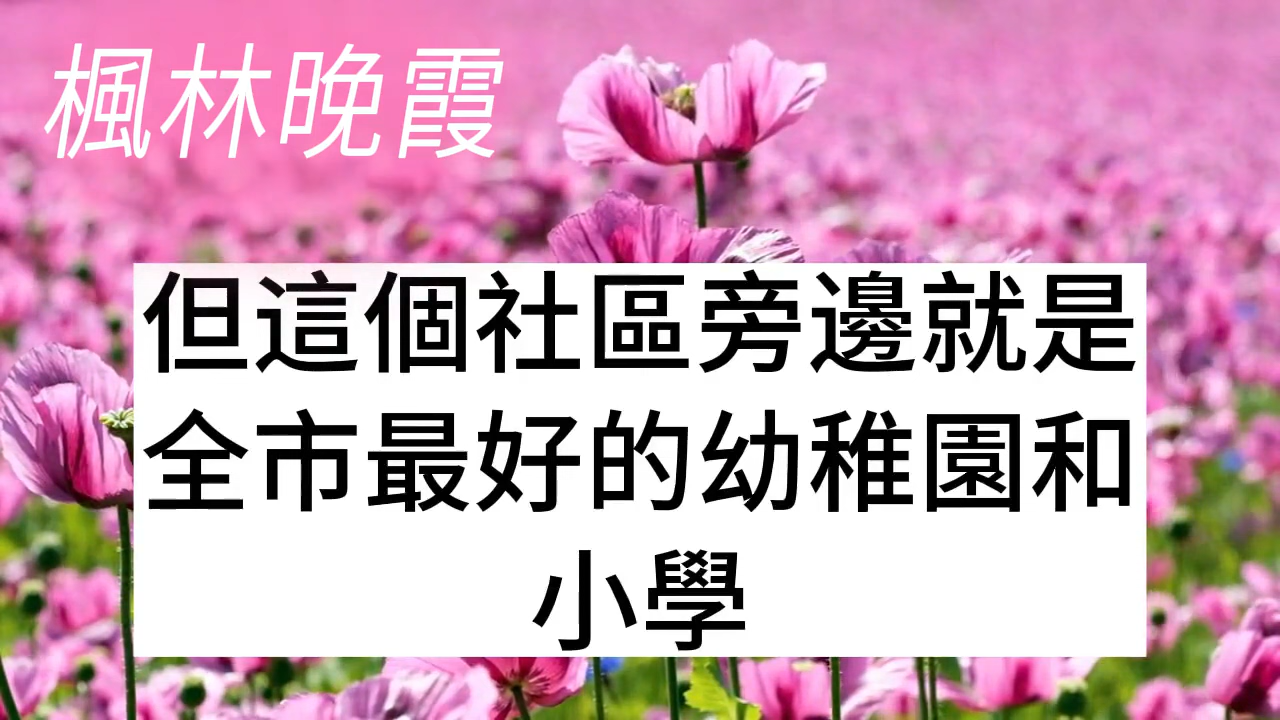 楓林晚霞
但這個社區旁邊就是
全市最好的幼稚園和
小學